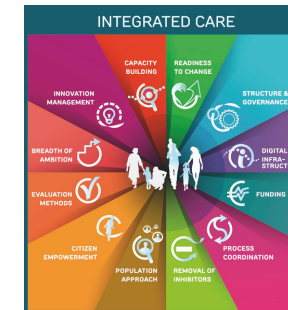 INTEGRATED CARE
CAPACITY
BUILDING
READINESS
TO CHANGE
INNOVATION
MANAGEMENT
STRUCTURE &
GOVERNANCE
BREADTH OF
AMBITION
DIGITAL
INFRA-
STRUCT
EVALUATION
METHODS
FUNDING
CITIZEN
EMPOWERMENT
PROCESS
COORDINATION
POPULATION
APPROACH
REMOVAL OF
INHIBITORS